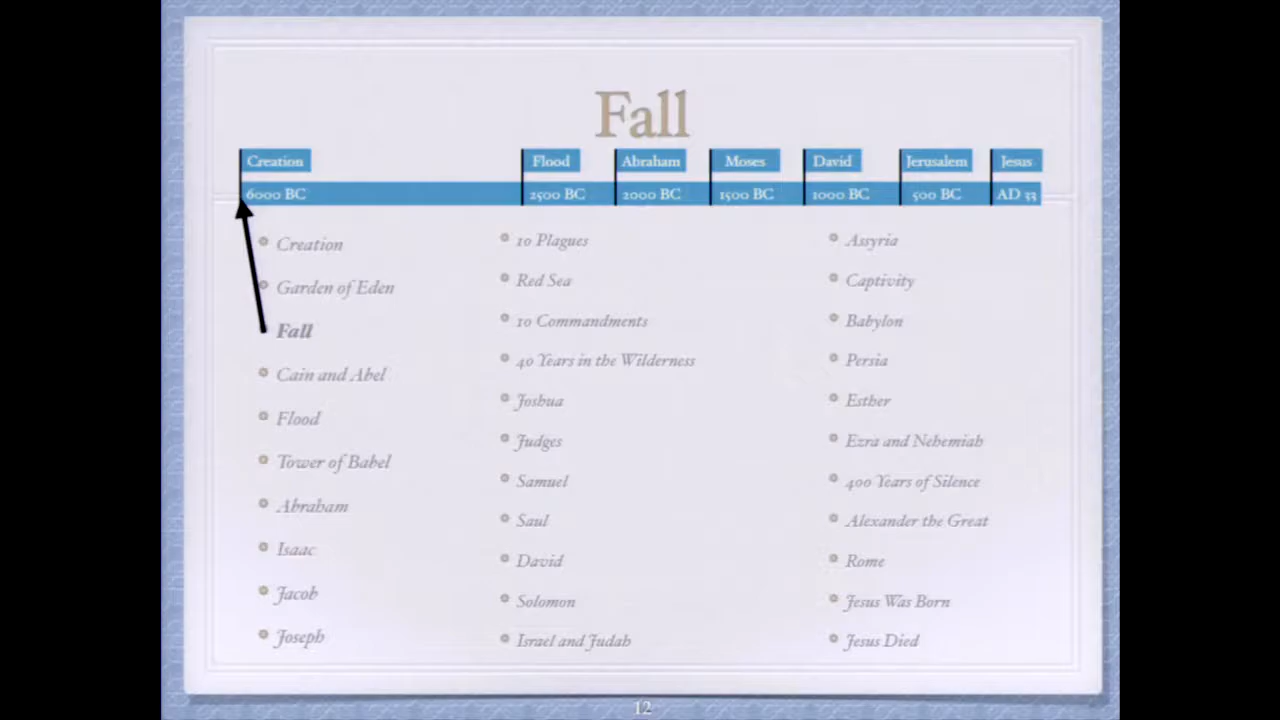 Fall
Creation Flood Abraham Moses David Jerusalem Jesus
6000 BC 2500 BC 2000 BC 1500 BC 1000 BC 500 BC AD 33
Creation
Garden of Eden
Fall
Cain and Abel
Flood
Tower of Babel
Abraham
Isaac
Jacob
Joseph
10 Plagues
Red Sea
10 Commandments
40 Years in the Wilderness
Joshua
Judges
Samuel
Saul
David
Solomon
Israel and Judah
Assyria
Captivity
Babylon
Persia
Esther
Ezra and Nehemiah
400 Years of Silence
Alexander the Great
Rome
Jesus Was Born
Jesus Died
12